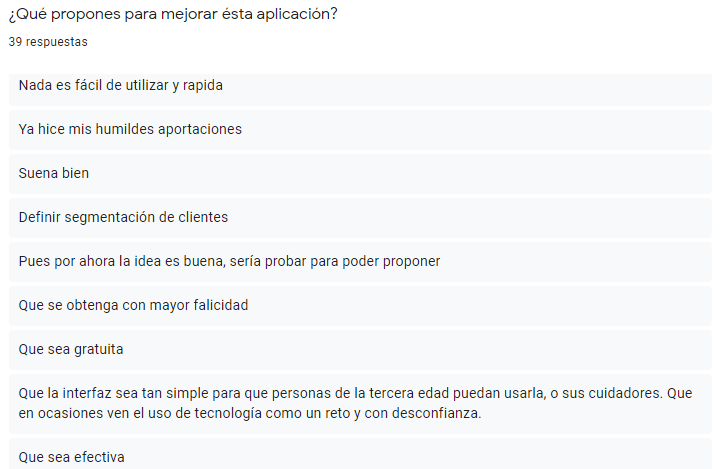 ¿Qué propones para mejorar ésta aplicación?
39 respuestas
Nada es fácil de utilizar y rapida
Ya hice mis humildes aportaciones
Suena bien
Definir segmentación de clientes
Pues por ahora la idea es buena, sería probar para poder proponer
Que se obtenga con mayor falicidad
Que sea gratuita
Que la interfaz sea tan simple para que personas de la tercera edad puedan usarla, o sus cuidadores. Que
en ocasiones ven el uso de tecnología como un reto y con desconfianza.
Que sea efectiva